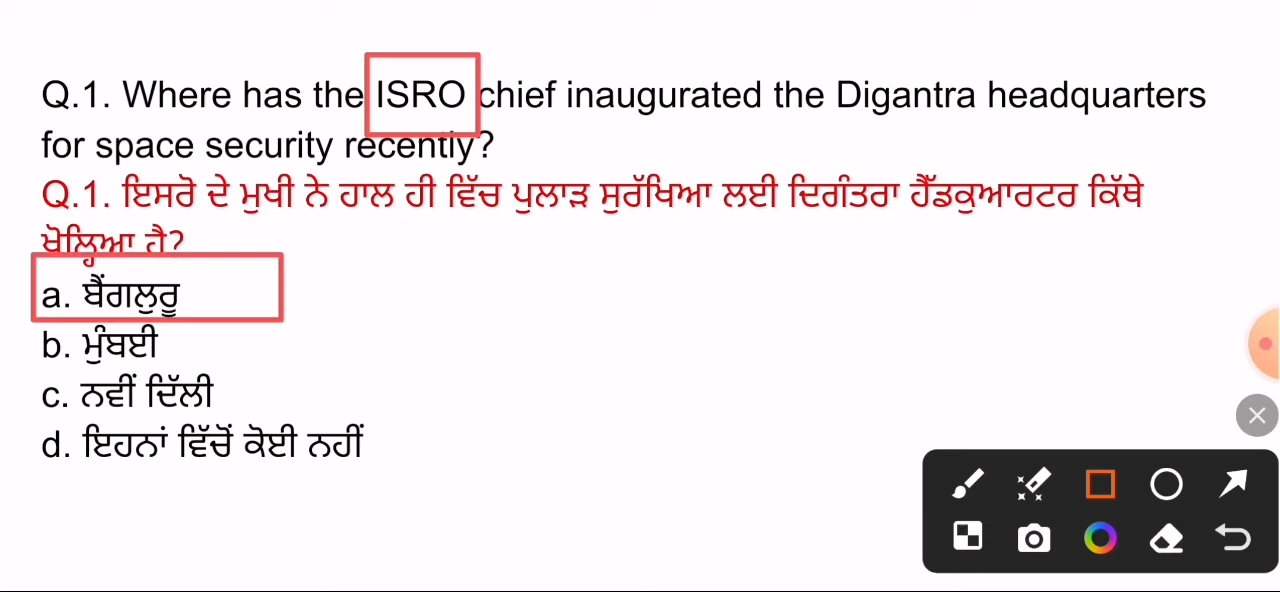 Q.1. Where has the ISRO chief inaugurated the Digantra headquarters
for space security recently?
Q.1. ਇਸਰੋ ਦੇ ਮੁਖੀ ਨੇ ਹਾਲ ਹੀ ਵਿੱਚ ਪੁਲਾੜ ਸੁਰੱਖਿਆ ਲਈ ਦਿਗੰਤਰਾ ਹੈੱਡਕੁਆਰਟਰ ਕਿੱਥੇ
ਖੋਲ੍ਹਿਆ ਹੈ?
a. ਬੈਂਗਲੁਰੂ
b. ਮੁੰਬਈ
c. ਨਵੀਂ ਦਿੱਲੀ
d. ਇਹਨਾਂ ਵਿੱਚੋਂ ਕੋਈ ਨਹੀਂ